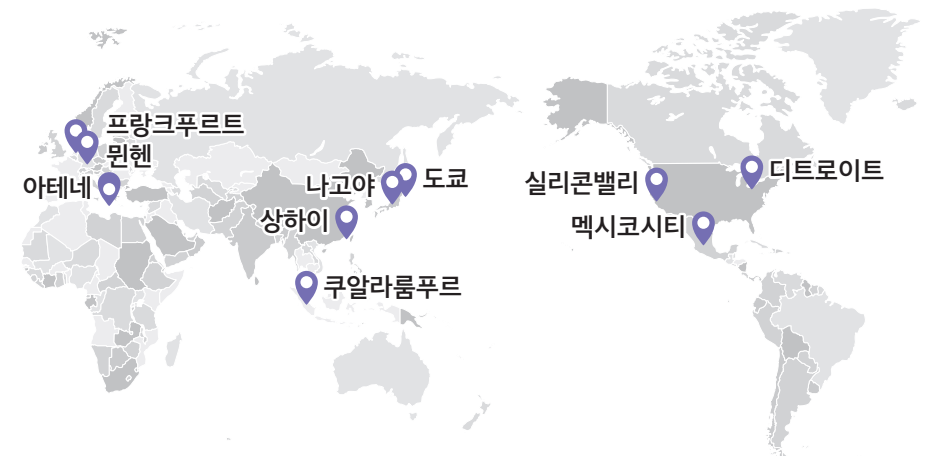 프랑크푸르트
뮌헨
아테네
나고야
도쿄
상하이
쿠알라룸푸르
실리콘밸리
디트로이트
멕시코시티